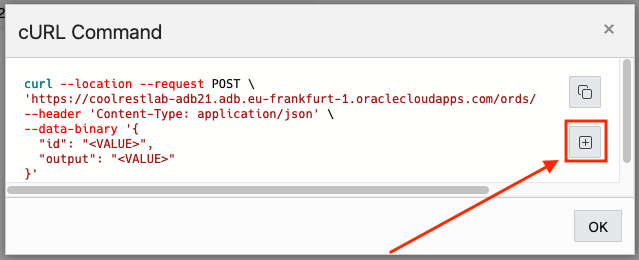 cURL Command
curl --location --request POST \
'https://coolrestlab-adb21.adb.eu-frankfurt-1.oraclecloudapps.com/ords/
--header 'Content-Type: application/json' \
--data-binary '{
"id": "<VALUE>",
"output": "<VALUE>"
}'
OK